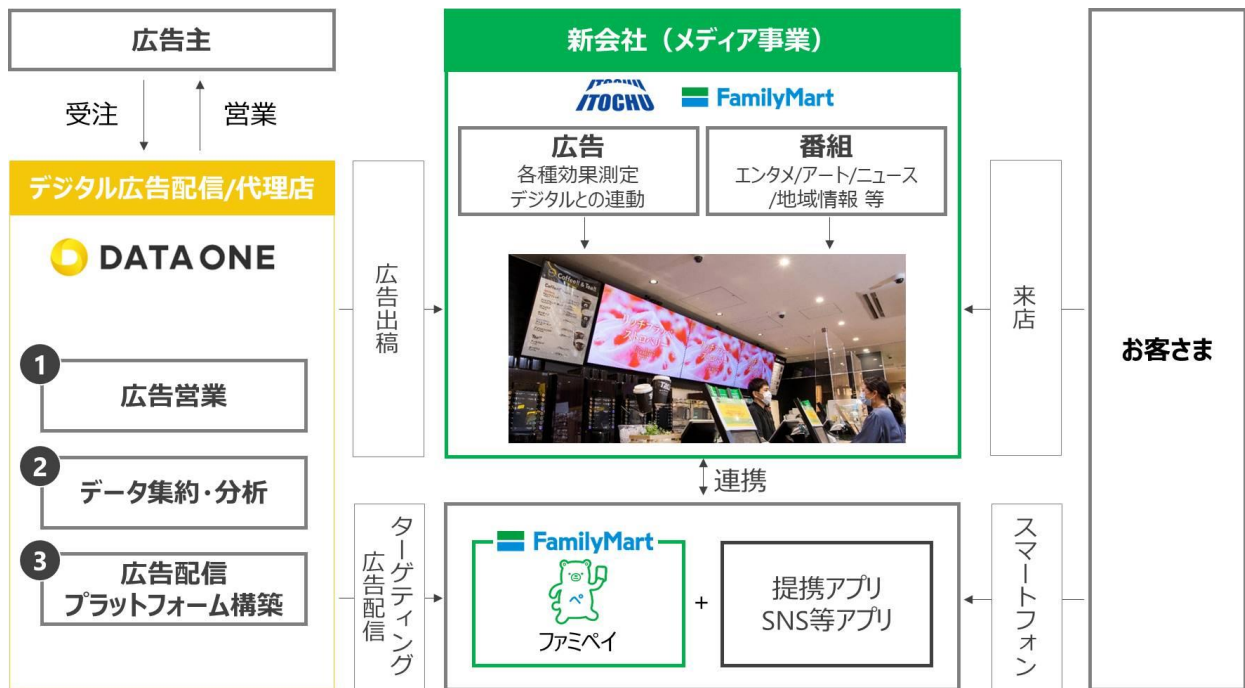 広告主
受注
営業
デジタル広告配信/代理店
DATA ONE
1
広告営業
2
データ集約・分析
3
広告配信
プラットフォーム構築
広告出稿
ターゲティング
広告配信
新会社（メディア事業）
ITOCHU
FamilyMart
広告
各種効果測定
デジタルとの連動
番組
エンタメ/アート/ニュース
/地域情報 等
Coffee & Tea
連携
FamilyMart
ペ
ファミペイ
+
提携アプリ
SNS等アプリ
来店
スマートフォン
お客さま